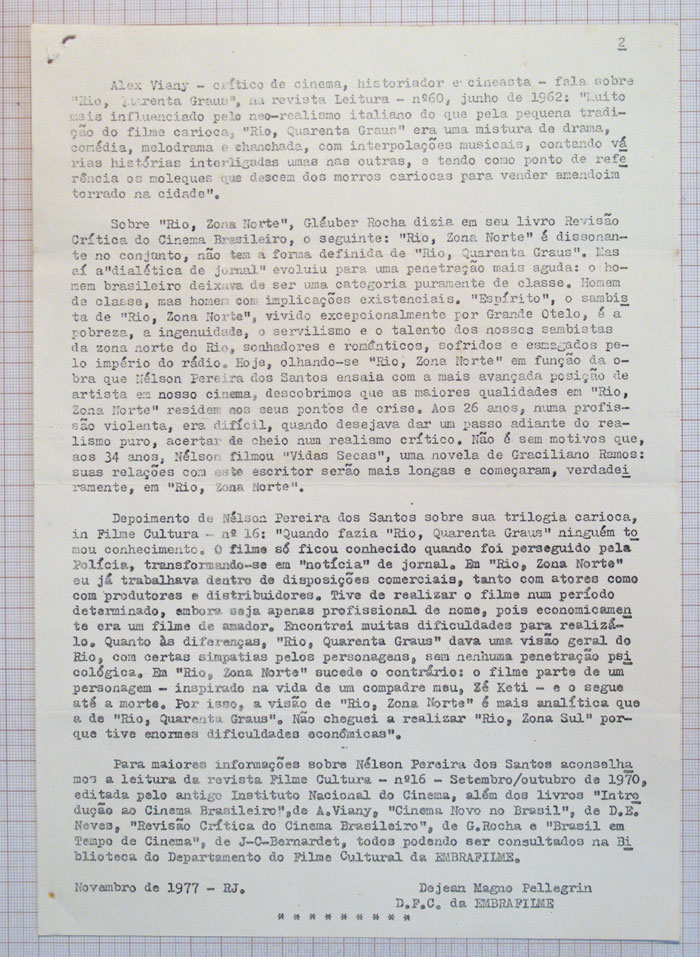 2
Alex Viany - crítico de cinema, historiador e cineasta - fala sobre
"Rio, Quarenta Graus", na revista Leitura - nº60, junho de 1962: "Muito
mais influenciado pelo neo-realismo italiano do que pela pequena tradi-
ção do filme carioca, "Rio, Quarenta Graus" era uma mistura de drama,
comédia, melodrama e chanchada, com interpolações musicais, contando vá
rias histórias interligadas umas nas outras, e tendo como ponto de refe
rência os moleques que descem dos morros cariocas para vender amendoim
torrado na cidade".
Sobre "Rio, Zona Norte", Gláuber Rocha dizia em seu livro Revisão
Crítica do Cinema Brasileiro, o seguinte: "Rio, Zona Norte" é dissonan-
te no conjunto, não tem a forma definida de "Rio, Quarenta Graus". Mas
aí a"dialética de jornal" evoluiu para uma penetração mais aguda: o ho-
mem brasileiro deixava de ser uma categoria puramente de classe. Homem
de classe, mas homem com implicações existenciais. "Espírito", o sambis
ta de "Rio, Zona Norte", vivido excepcionalmente por Grande Otelo, é a
pobreza, a ingenuidade, o servilismo e o talento dos nossos sambistas
da zona norte do Rio, sonhadores e românticos, sofridos e esmagados pe-
lo império do rádio. Hoje, olhando-se "Rio, Zona Norte" em função da o-
bra que Nélson Pereira dos Santos ensaia com a mais avançada posição de
artista em nosso cinema, descobrimos que as maiores qualidades em "Rio,
Zona Norte" residem nos seus pontos de crise. Aos 26 anos, numa profis-
são violenta, era difícil, quando desejava dar um passo adiante do rea-
lismo puro, acertar de cheio num realismo crítico. Não é sem motivos que,
aos 34 anos, Nélson filmou "Vidas Secas", uma novela de Graciliano Ramos:
suas relações com este escritor serão mais longas e começaram, verdadei
ramente, em "Rio, Zona Norte".
Depoimento de Nélson Pereira dos Santos sobre sua trilogia carioca,
in Filme Cultura - nº 16: "Quando fazia "Rio, Quarenta Graus" ninguém to
mou conhecimento. O filme só ficou conhecido quando foi perseguido pela
Polícia, transformando-se em "notícia" de jornal. Em "Rio, Zona Norte"
eu já trabalhava dentro de disposições comerciais, tanto com atores como
com produtores e distribuidores. Tive de realizar o filme num período
determinado, embora seja apenas profissional de nome, pois economicamen
te era um filme de amador. Encontrei muitas dificuldades para realizá-
lo. Quanto às diferenças, "Rio, Quarenta Graus" dava uma visão geral do
Rio, com certas simpatias pelos personagens, sem nenhuma penetração psi
cológica. Em "Rio, Zona Norte" sucede o contrário: o filme parte de um
personagem - inspirado na vida de um compadre meu, Zé Keti - e o segue
até a morte. Por isso, a visão de "Rio, Zona Norte" é mais analítica que
a de "Rio, Quarenta Graus". Não cheguei a realizar "Rio, Zona Sul" por-
que tive enormes dificuldades econômicas".
Para maiores informações sobre Nélson Pereira dos Santos aconselha
mos a leitura da revista Filme Cultura - nº16 - Setembro/outubro de 1970,
editada pelo antigo Instituto Nacional do Cinema, além dos livros "Intro
dução ao Cinema Brasileiro",de A.Viany, "Cinema Novo no Brasil", de D.E.
Neves, "Revisão Crítica do Cinema Brasileiro", de G.Rocha e "Brasil em
Tempo de Cinema", de J-C-Bernardet, todos podendo ser consultados na Bi
blioteca do Departamento do Filme Cultural da EMBRAFILME.
Novembro de 1977 - RJ. Dejean Magno Pellegrin
D.F.C. da EMBRAFILME
* * * * * * * * *